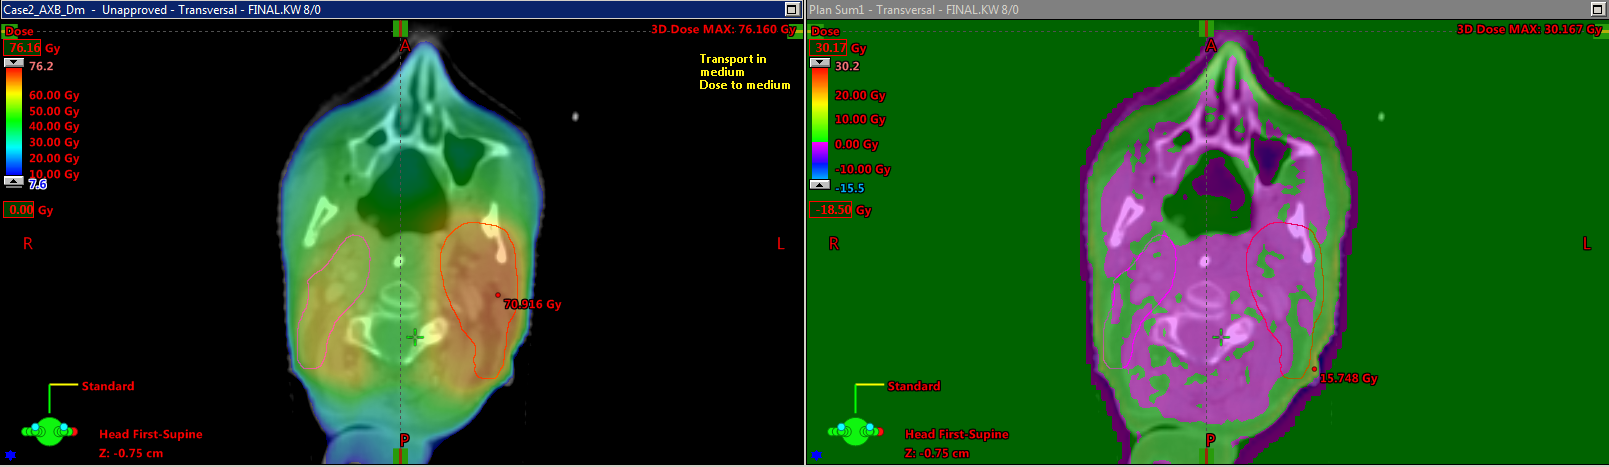 Case2_AXB_Dm - Unapproved - Transversal - FINAL.KW 8/0
Dose
3D Dose MAX: 76.160 Gy
76.16 Gy
A
76.2
Transport in
medium
Dose to medium
60.00 Gy
50.00 Gy
40.00 Gy
30.00 Gy
20.00 Gy
10.00 Gy
7.6
0.00 Gy
R
L
70.916 Gy
Standard
Head First-Supine
P
Z: -0.75 cm
Plan Sum1 - Transversal - FINAL.KW 8/0
Dose
3D Dose MAX: 30.167 Gy
30.17 Gy
A
30.2
20.00 Gy
10.00 Gy
0.00 Gy
-10.00 Gy
-15.5
-18.50 Gy
R
L
15.748 Gy
Standard
Head First-Supine
P
Z: -0.75 cm